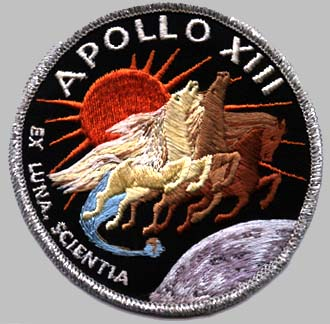 APOLLO XIII
EX LUNA, SCIENTIA